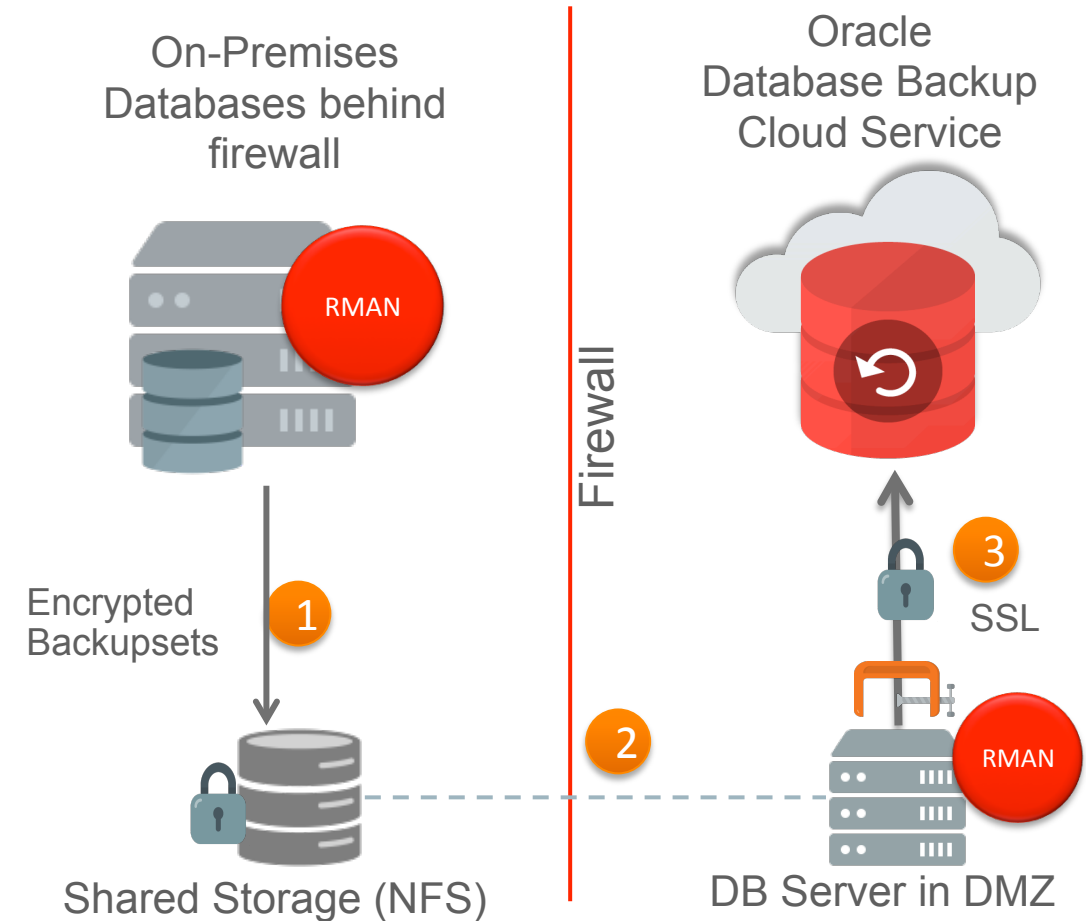 On-Premises
Databases behind
firewall
RMAN
Encrypted
Backupsets
1
Shared Storage (NFS)
Firewall
2
Oracle
Database Backup
Cloud Service
3
SSL
RMAN
DB Server in DMZ